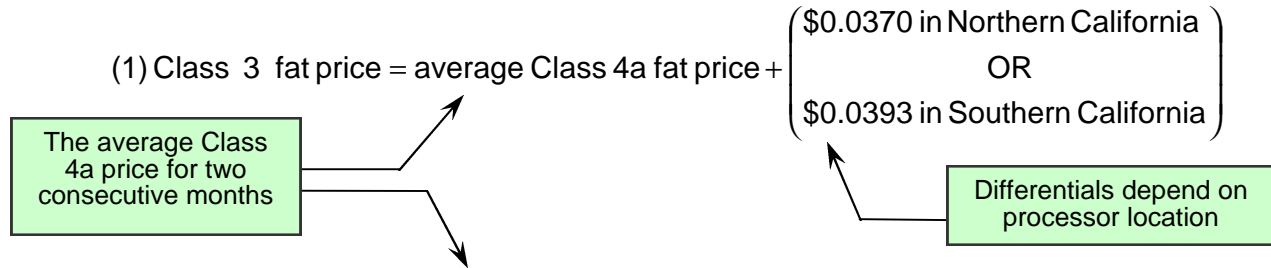 $0.0370 in Northern California
(1) Class 3 fat price = average Class 4a fat price + OR
$0.0393 in Southern California
The average Class
4a price for two
consecutive months
Differentials depend on
processor location